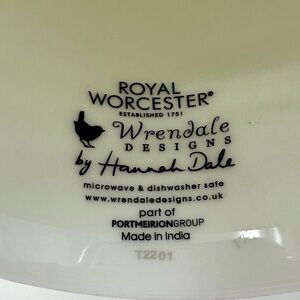 ROYAL
WORCESTER®
ESTABLISHED 1751
Wrendale
DESIGNS
by Hannah Dale
microwave & dishwasher safe
www.wrendaledesigns.co.uk
part of
PORTMEIRIONGROUP
Made in India
T2201